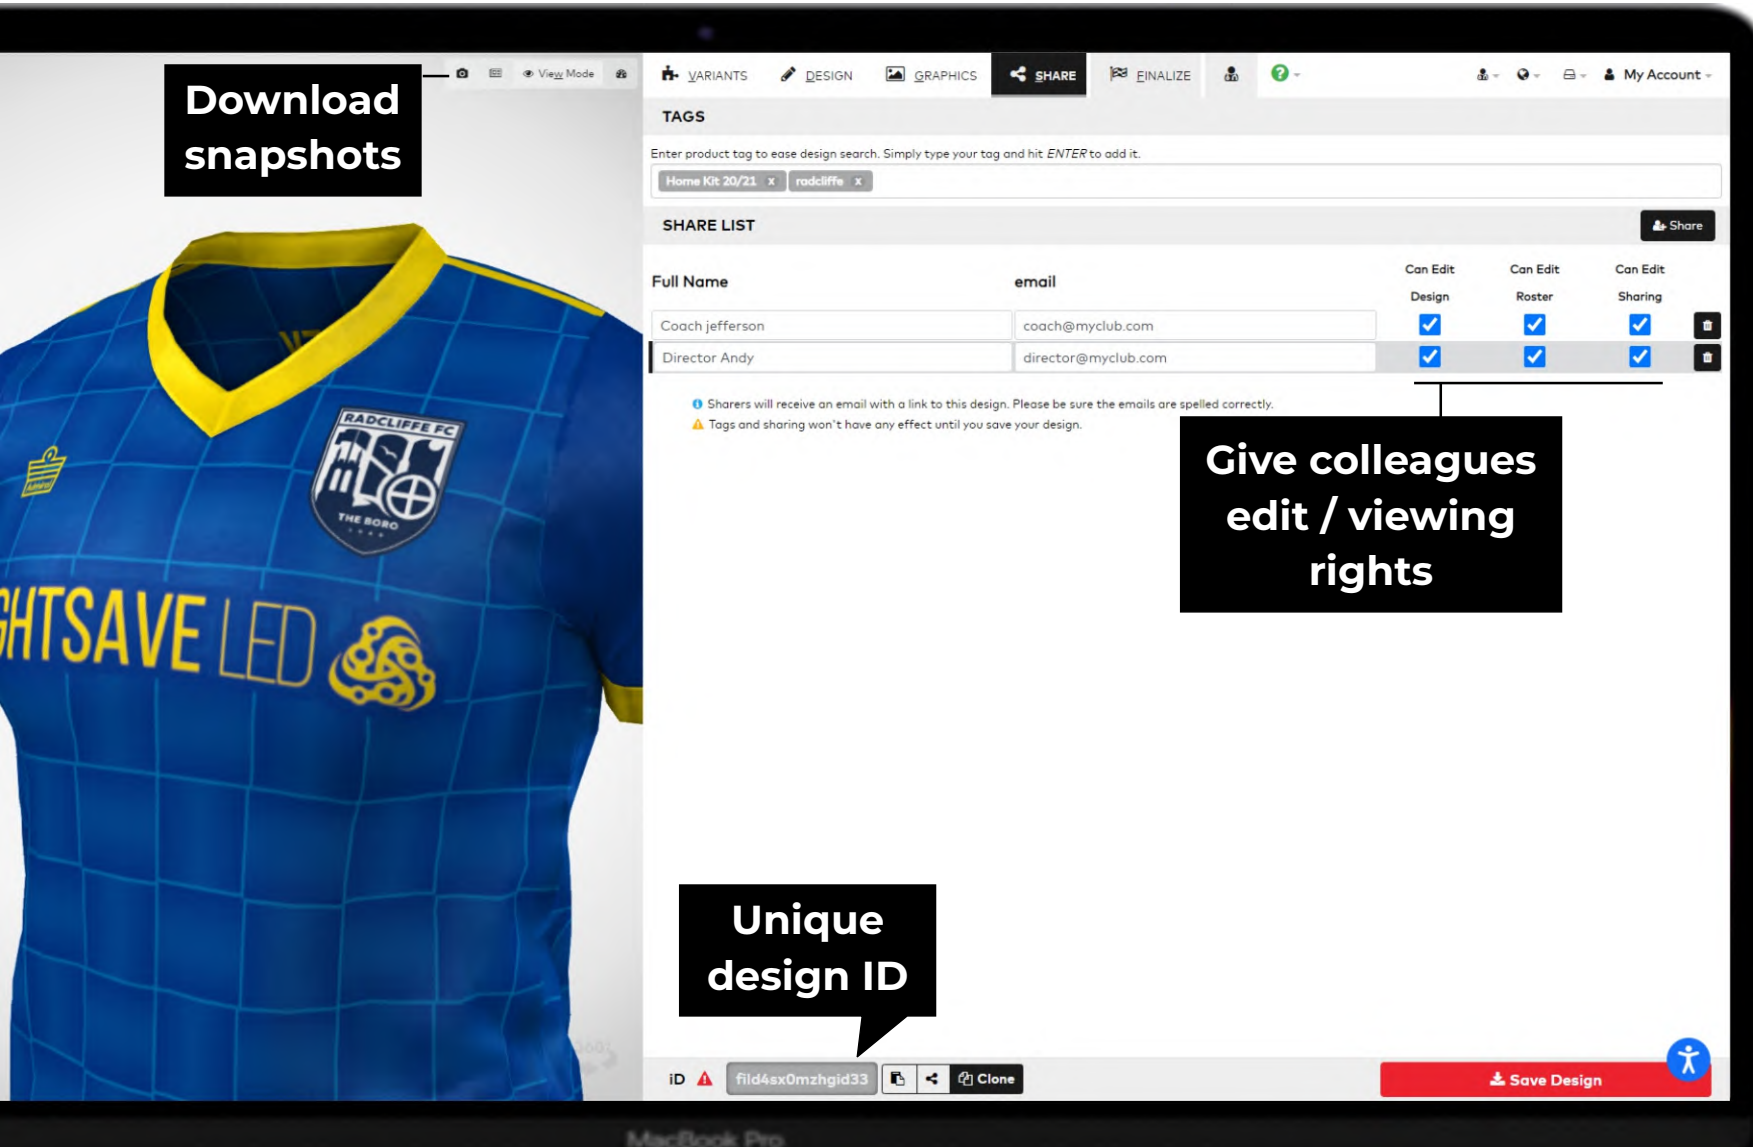 Download
snapshots
View Mode
VARIANTS
DESIGN
GRAPHICS
SHARE
FINALIZE
My Account
TAGS
Enter product tag to ease design search. Simply type your tag and hit ENTER to add it.
Home Kit 20/21 x radcliffe x
SHARE LIST
Share
Full Name
email
Can Edit
Design
Can Edit
Roster
Can Edit
Sharing
Coach jefferson
coach@myclub.com
Director Andy
director@myclub.com
Sharers will receive an email with a link to this design. Please be sure the emails are spelled correctly.
Tags and sharing won't have any effect until you save your design.
Give colleagues
edit / viewing
rights
RADCLIFFE FC
THE BORO
Admiral
GHTSAVE LED
Unique
design ID
360°
iD
fild4sx0mzhgid33
Clone
Save Design
MacBook Pro